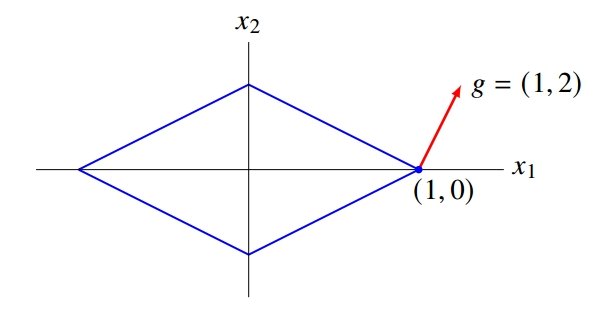 x₂
g = (1, 2)
x₁
(1, 0)